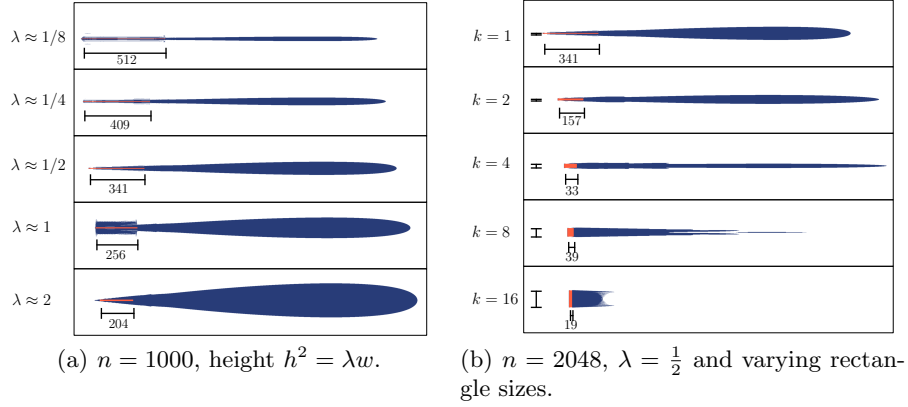 λ ≈ 1/8
512
λ ≈ 1/4
409
λ ≈ 1/2
341
λ ≈ 1
256
λ ≈ 2
204
(a) n = 1000, height h² = λw.
k = 1
341
k = 2
157
k = 4
33
k = 8
39
k = 16
19
(b) n = 2048, λ = 1/2 and varying rectan-
gle sizes.